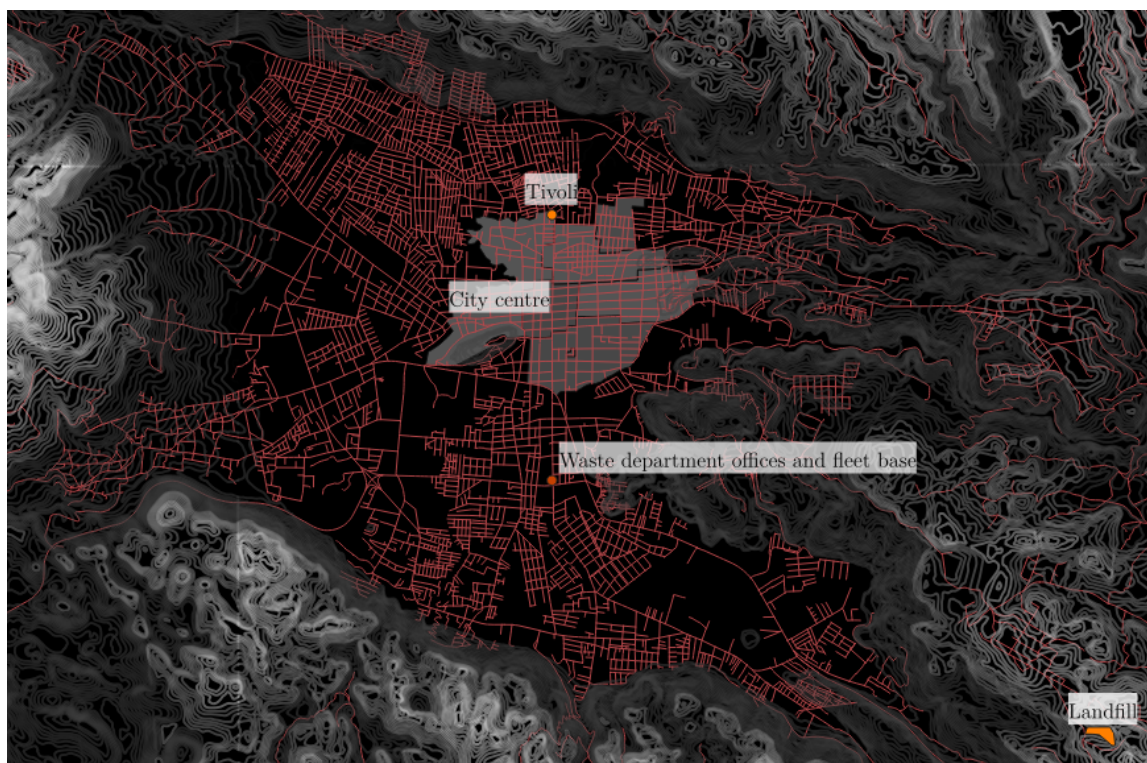 Tivoli
City centre
Waste department offices and fleet base
Landfill